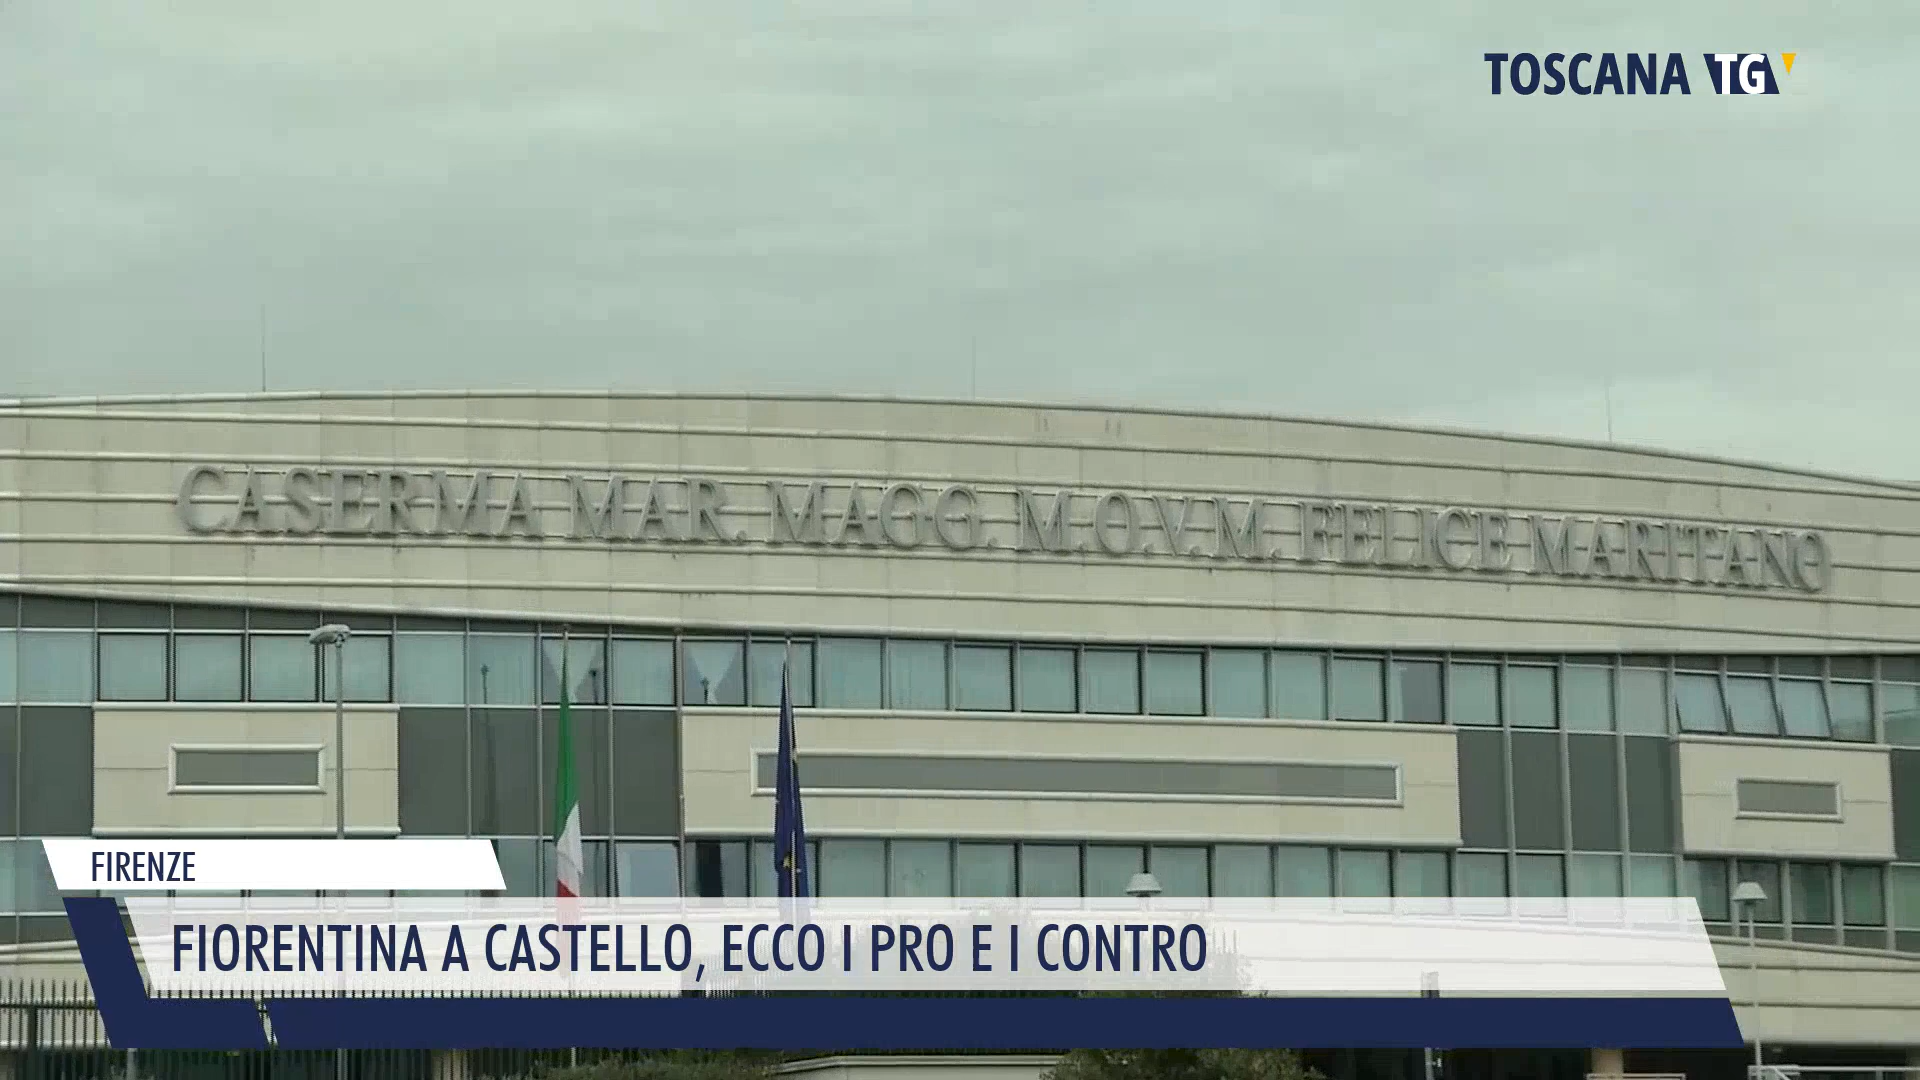 TOSCANA TG
CASERMA MAR. MAGG. M.O.V.M. FELICE MARITANO
FIRENZE
FIORENTINA A CASTELLO, ECCO I PRO E I CONTRO